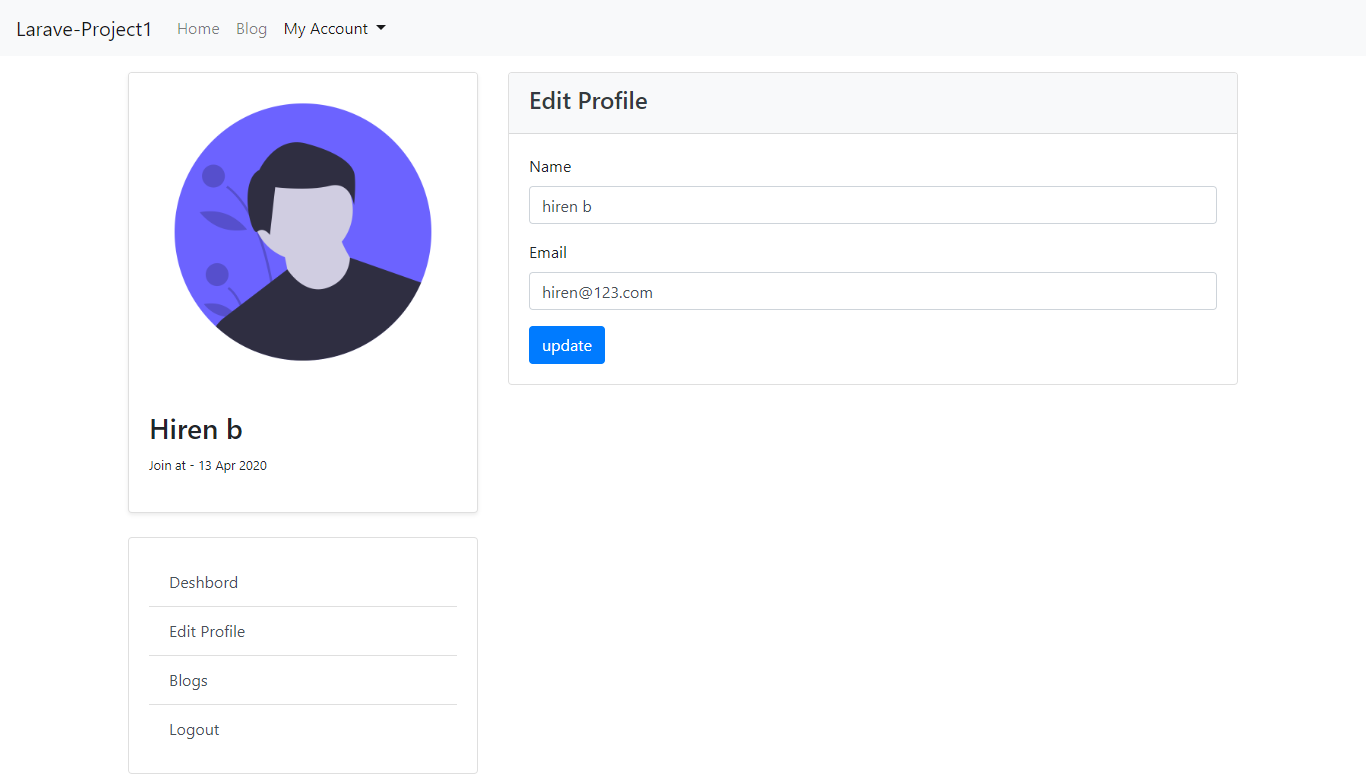 Larave-Project1 Home Blog My Account
Hiren b
Join at - 13 Apr 2020
Deshbord
Edit Profile
Blogs
Logout
Edit Profile
Name
hiren b
Email
hiren@123.com
update